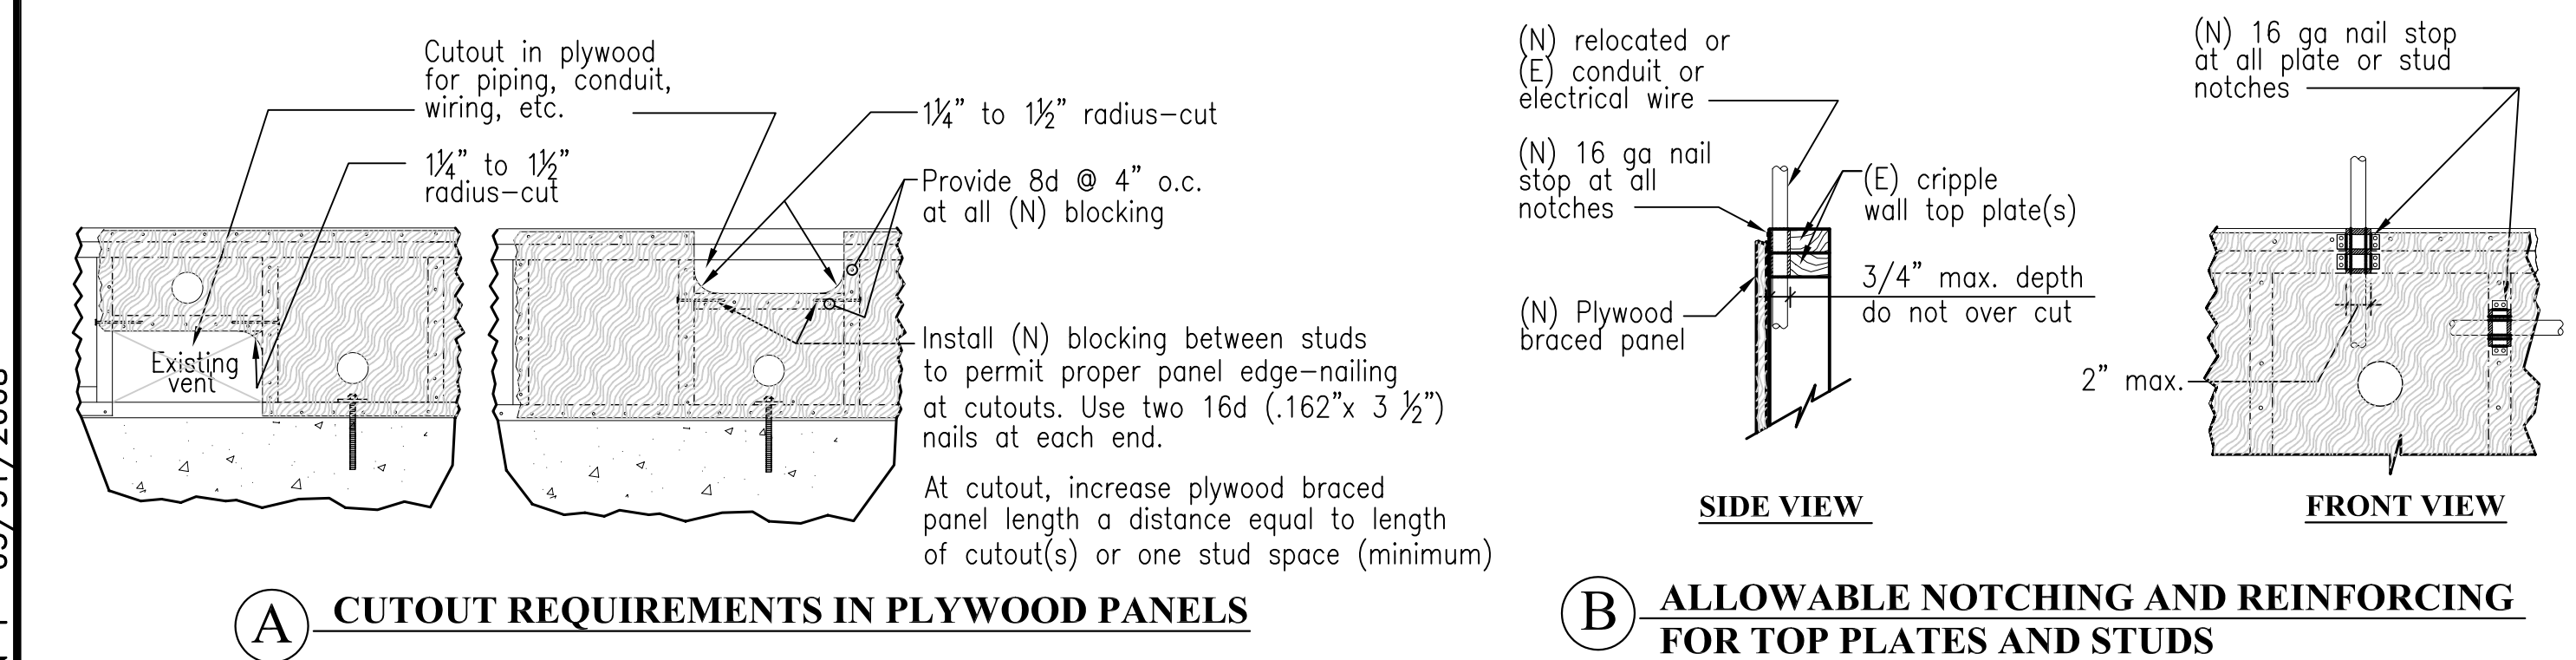 Cutout in plywood
for piping, conduit,
wiring, etc.
1¼" to 1½"
radius-cut
1¼" to 1½" radius-cut
Provide 8d @ 4" o.c.
at all (N) blocking
Existing
vent
Install (N) blocking between studs
to permit proper panel edge-nailing
at cutouts. Use two 16d (.162"x 3 ½")
nails at each end.
At cutout, increase plywood braced
panel length a distance equal to length
of cutout(s) or one stud space (minimum)
A CUTOUT REQUIREMENTS IN PLYWOOD PANELS
(N) relocated or
(E) conduit or
electrical wire
(N) 16 ga nail
stop at all
notches
(N) Plywood
braced panel
(E) cripple
wall top plate(s)
3/4" max. depth
do not over cut
SIDE VIEW
(N) 16 ga nail stop
at all plate or stud
notches
2" max.
FRONT VIEW
B ALLOWABLE NOTCHING AND REINFORCING
FOR TOP PLATES AND STUDS